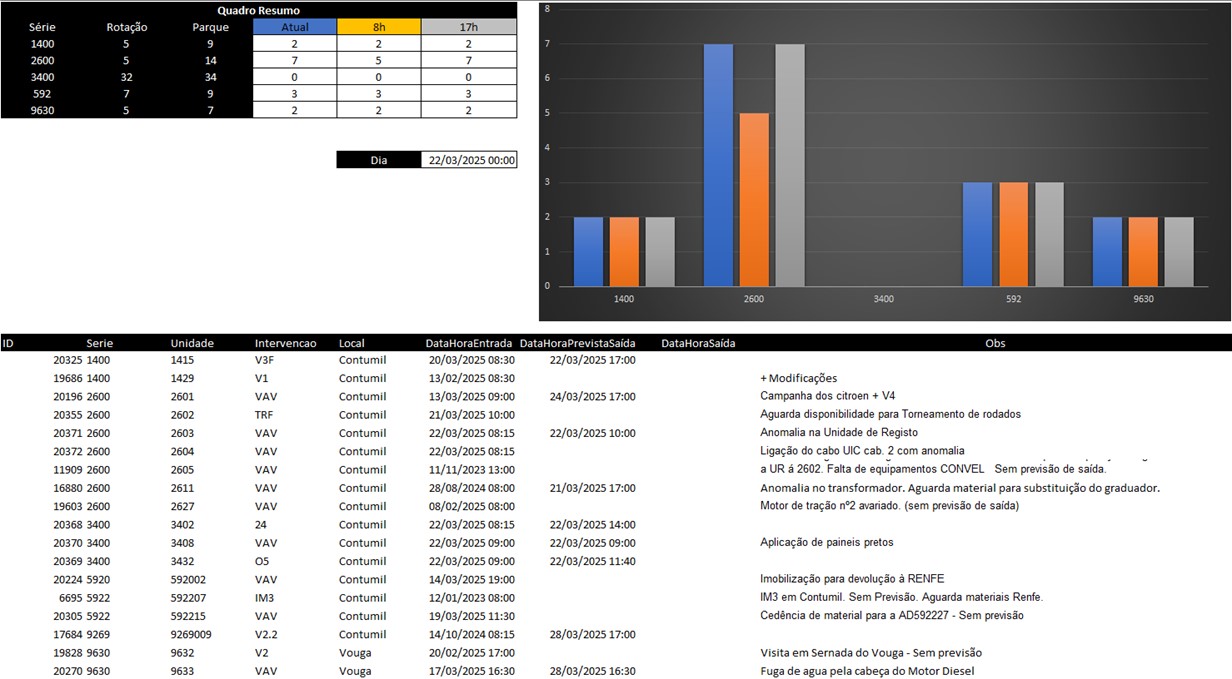 Quadro Resumo
Série Rotação Parque Atual 8h 17h
1400 5 9 2 2 2
2600 5 14 7 5 7
3400 32 34 0 0 0
592 7 9 3 3 3
9630 5 7 2 2 2
Dia 22/03/2025 00:00
8
7
6
5
4
3
2
1
0
1400 2600 3400 592 9630
ID Serie Unidade Intervencao Local DataHoraEntrada DataHoraPrevistaSaída DataHoraSaída Obs
20325 1400 1415 V3F Contumil 20/03/2025 08:30 22/03/2025 17:00
19686 1400 1429 V1 Contumil 13/02/2025 08:30 + Modificações
20196 2600 2601 VAV Contumil 13/03/2025 09:00 24/03/2025 17:00 Campanha dos citroen + V4
20355 2600 2602 TRF Contumil 21/03/2025 10:00 Aguarda disponibilidade para Torneamento de rodados
20371 2600 2603 VAV Contumil 22/03/2025 08:15 22/03/2025 10:00 Anomalia na Unidade de Registo
20372 2600 2604 VAV Contumil 22/03/2025 08:15 Ligação do cabo UIC cab. 2 com anomalia
11909 2600 2605 VAV Contumil 11/11/2023 13:00 a UR á 2602. Falta de equipamentos CONVEL Sem previsão de saída.
16880 2600 2611 VAV Contumil 28/08/2024 08:00 21/03/2025 17:00 Anomalia no transformador. Aguarda material para substituição do graduador.
19603 2600 2627 VAV Contumil 08/02/2025 08:00 Motor de tração nº2 avariado. (sem previsão de saída)
20368 3400 3402 24 Contumil 22/03/2025 08:15 22/03/2025 14:00
20370 3400 3408 VAV Contumil 22/03/2025 09:00 22/03/2025 09:00 Aplicação de paineis pretos
20369 3400 3432 O5 Contumil 22/03/2025 09:00 22/03/2025 11:40
20224 5920 592002 VAV Contumil 14/03/2025 19:00 Imobilização para devolução à RENFE
6695 5922 592207 IM3 Contumil 12/01/2023 08:00 IM3 em Contumil. Sem Previsão. Aguarda materiais Renfe.
20305 5922 592215 VAV Contumil 19/03/2025 11:30 Cedência de material para a AD592227 - Sem previsão
17684 9269 9269009 V2.2 Contumil 14/10/2024 08:15 28/03/2025 17:00
19828 9630 9632 V2 Vouga 20/02/2025 17:00 Visita em Sernada do Vouga - Sem previsão
20270 9630 9633 VAV Vouga 17/03/2025 16:30 28/03/2025 16:30 Fuga de agua pela cabeça do Motor Diesel